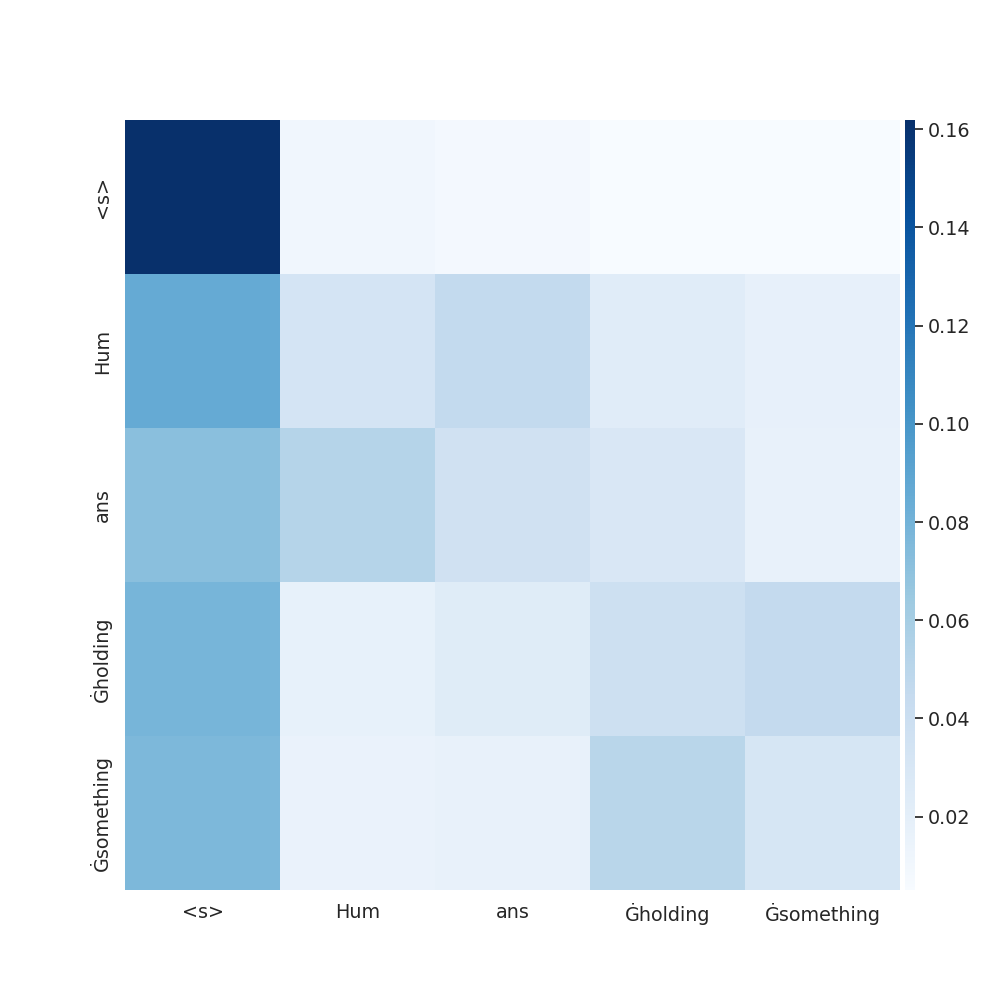 <s>
Hum
ans
Ġholding
Ġsomething
<s> Hum ans Ġholding Ġsomething
0.16
0.14
0.12
0.10
0.08
0.06
0.04
0.02